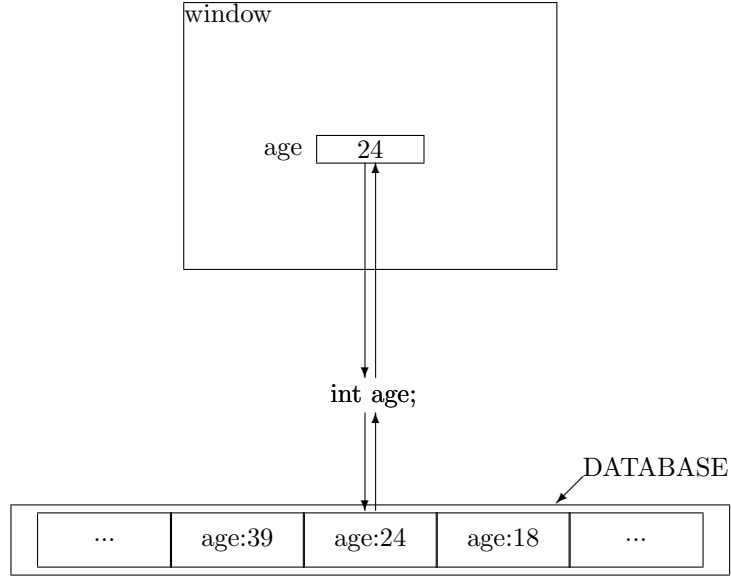 window
age 24
int age;
DATABASE
... age:39 age:24 age:18 ...